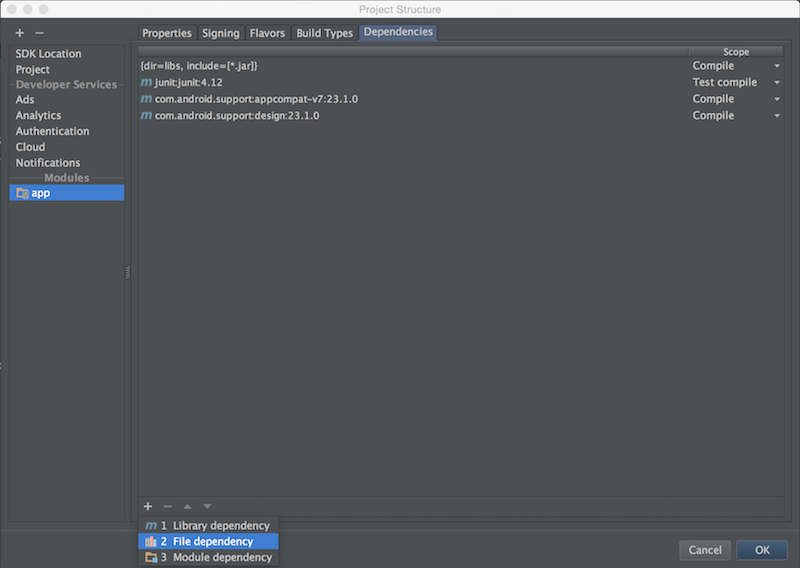 Project Structure
Properties Signing Flavors Build Types Dependencies
SDK Location
Project
Developer Services
Ads
Analytics
Authentication
Cloud
Notifications
Modules
app
Scope
{dir=libs, include=[*.jar]} Compile
m junit:junit:4.12 Test compile
m com.android.support:appcompat-v7:23.1.0 Compile
m com.android.support:design:23.1.0 Compile
m 1 Library dependency
2 File dependency
3 Module dependency
Cancel OK